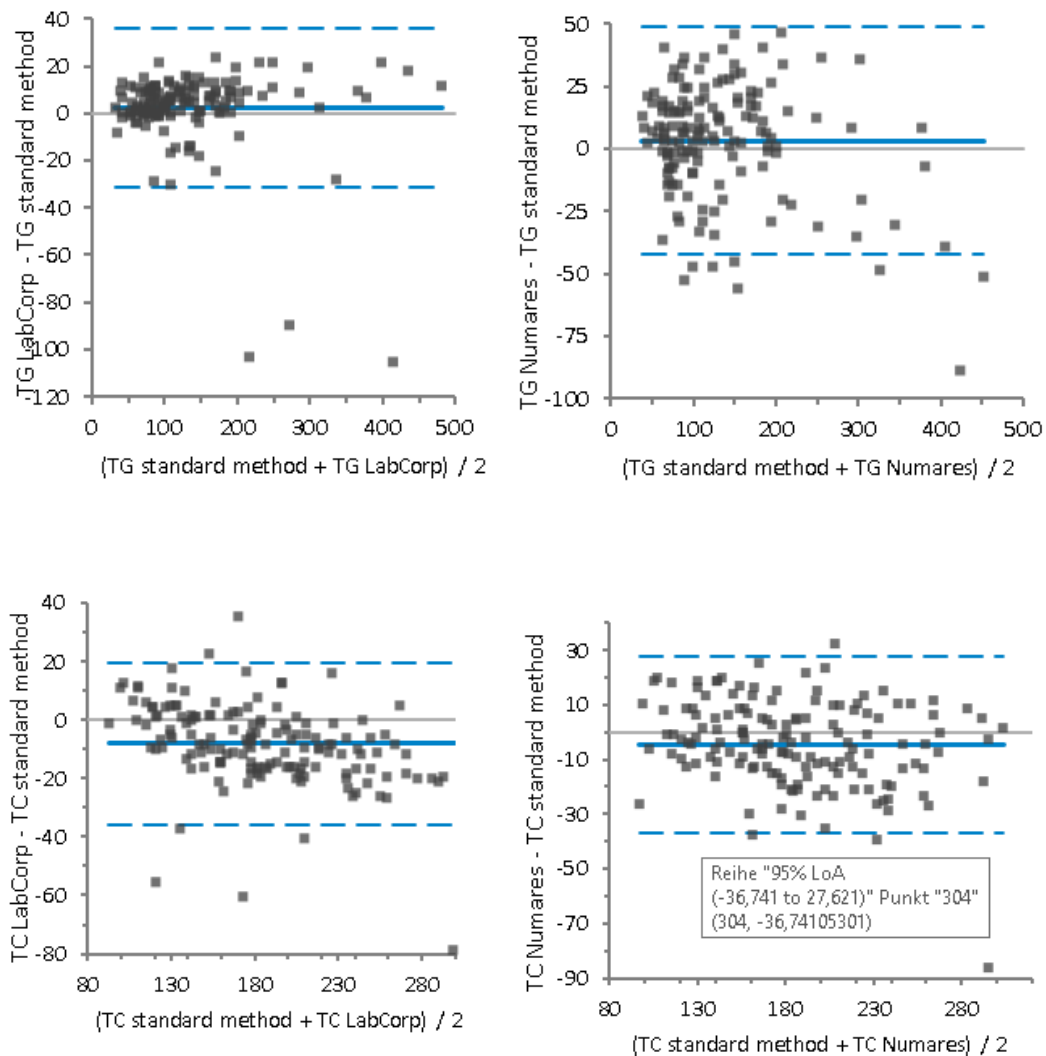 TG LabCorp - TG standard method
40
20
0
-20
-40
-60
-80
-100
-120
0 100 200 300 400 500
(TG standard method + TG LabCorp) / 2
TG Numares - TG standard method
50
25
0
-25
-50
-75
-100
0 100 200 300 400 500
(TG standard method + TG Numares) / 2
TC LabCorp - TC standard method
40
20
0
-20
-40
-60
-80
80 130 180 230 280
(TC standard method + TC LabCorp) / 2
TC Numares - TC standard method
30
10
-10
-30
-50
-70
-90
Reihe "95% LoA
(-36,741 to 27,621)" Punkt "304"
(304, -36,74105301)
80 130 180 230 280
(TC standard method + TC Numares) / 2